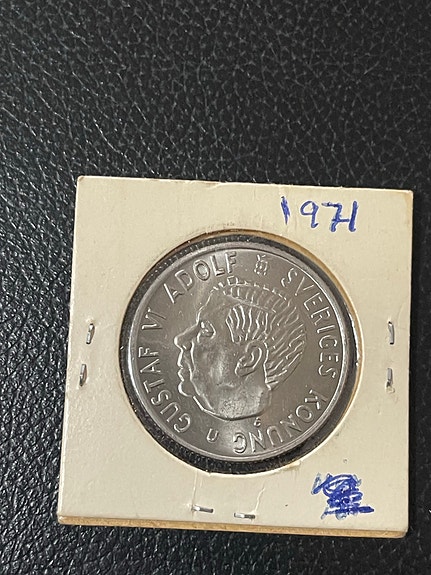 1971
GUSTAF VI ADOLF SVERIGES KONUNG
U